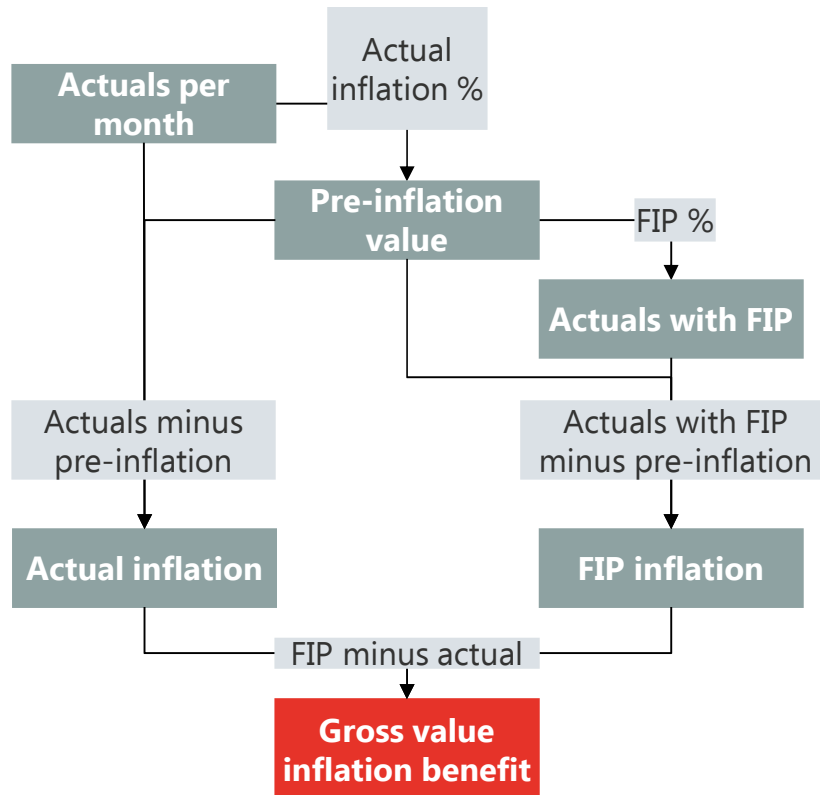 Actual
inflation %
Actuals per
month
Pre-inflation
value
FIP %
Actuals with FIP
Actuals minus
pre-inflation
Actuals with FIP
minus pre-inflation
Actual inflation
FIP inflation
FIP minus actual
Gross value
inflation benefit